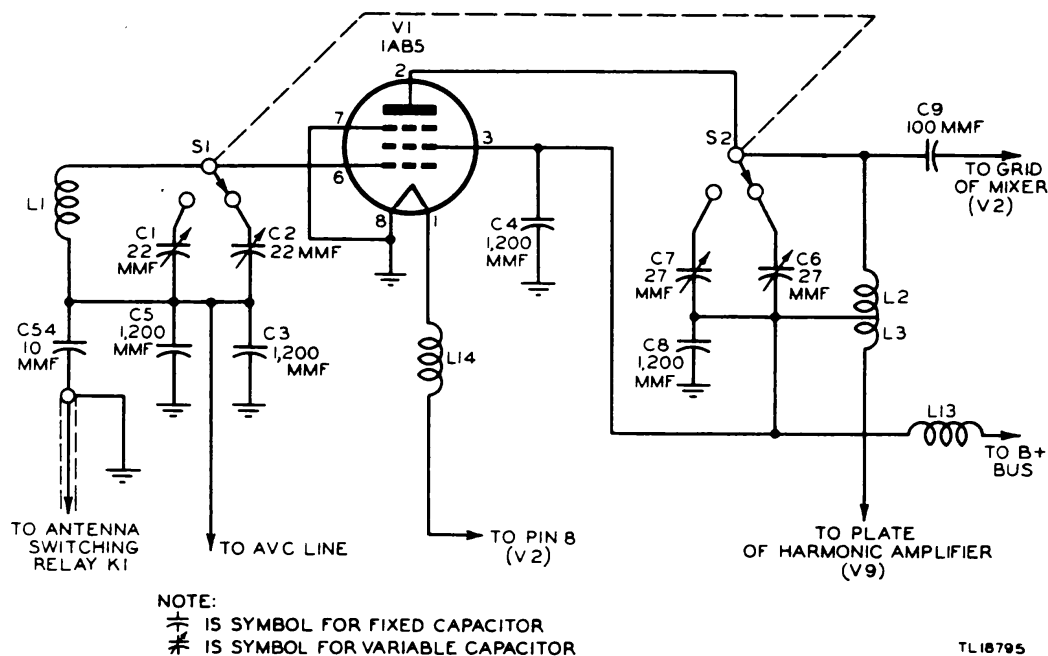 V1
1AB5
2
7
3
6
8
1
S1
S2
C9
100 MMF
TO GRID
OF MIXER
(V2)
L1
C1
22
MMF
C2
22 MMF
C4
1,200
MMF
C7
27
MMF
C6
27
MMF
L2
L3
C54
10
MMF
C5
1,200
MMF
C3
1,200
MMF
L14
C8
1,200
MMF
L13
TO B+
BUS
TO ANTENNA
SWITCHING
RELAY K1
TO AVC LINE
TO PIN 8
(V2)
TO PLATE
OF HARMONIC AMPLIFIER
(V9)
NOTE:
IS SYMBOL FOR FIXED CAPACITOR
IS SYMBOL FOR VARIABLE CAPACITOR
TL18795